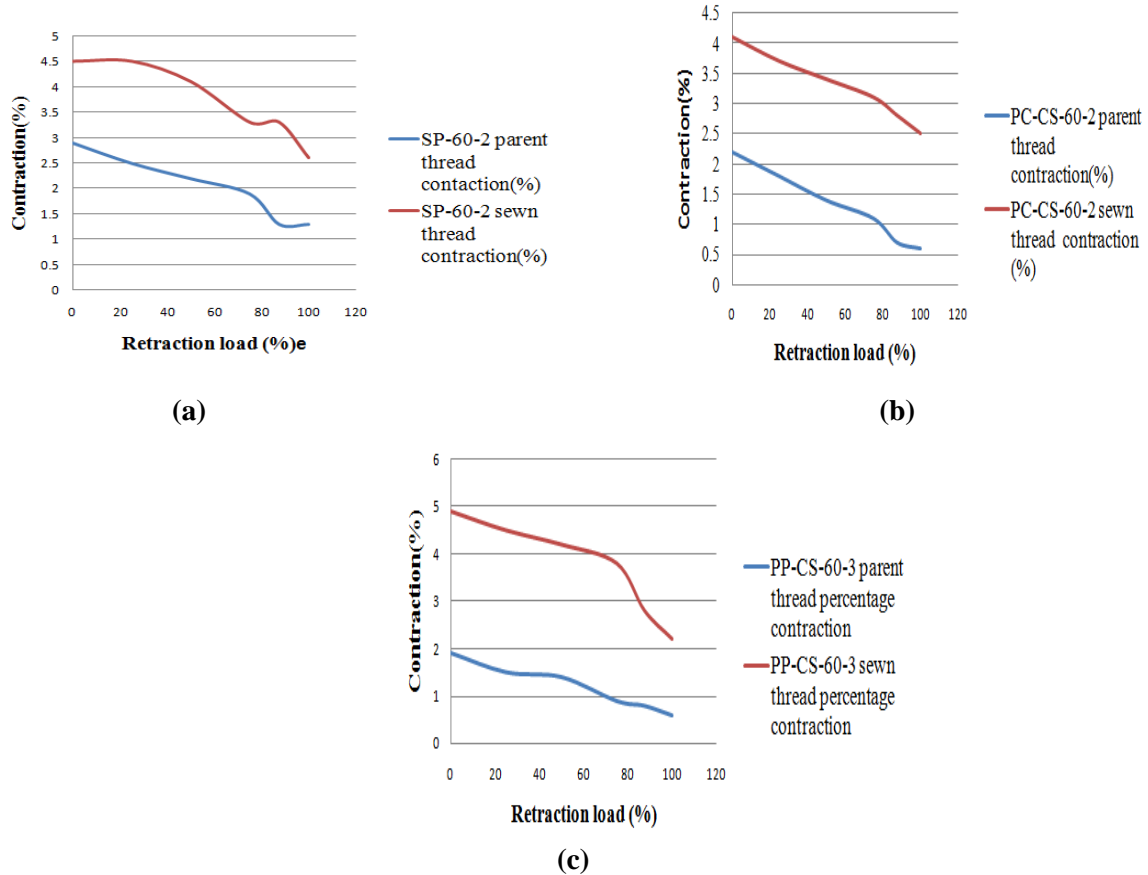 5
4.5
4
3.5
3
2.5
2
1.5
1
0.5
0
Contraction(%)
0 20 40 60 80 100 120
Retraction load (%)e
SP-60-2 parent
thread
contaction(%)
SP-60-2 sewn
thread
contraction(%)
(a)
4.5
4
3.5
3
2.5
2
1.5
1
0.5
0
Contraction(%)
0 20 40 60 80 100 120
Retraction load (%)
PC-CS-60-2 parent
thread
contraction(%)
PC-CS-60-2 sewn
thread contraction
(%)
(b)
6
5
4
3
2
1
0
Contraction(%)
0 20 40 60 80 100 120
Retraction load (%)
PP-CS-60-3 parent
thread percentage
contraction
PP-CS-60-3 sewn
thread percentage
contraction
(c)